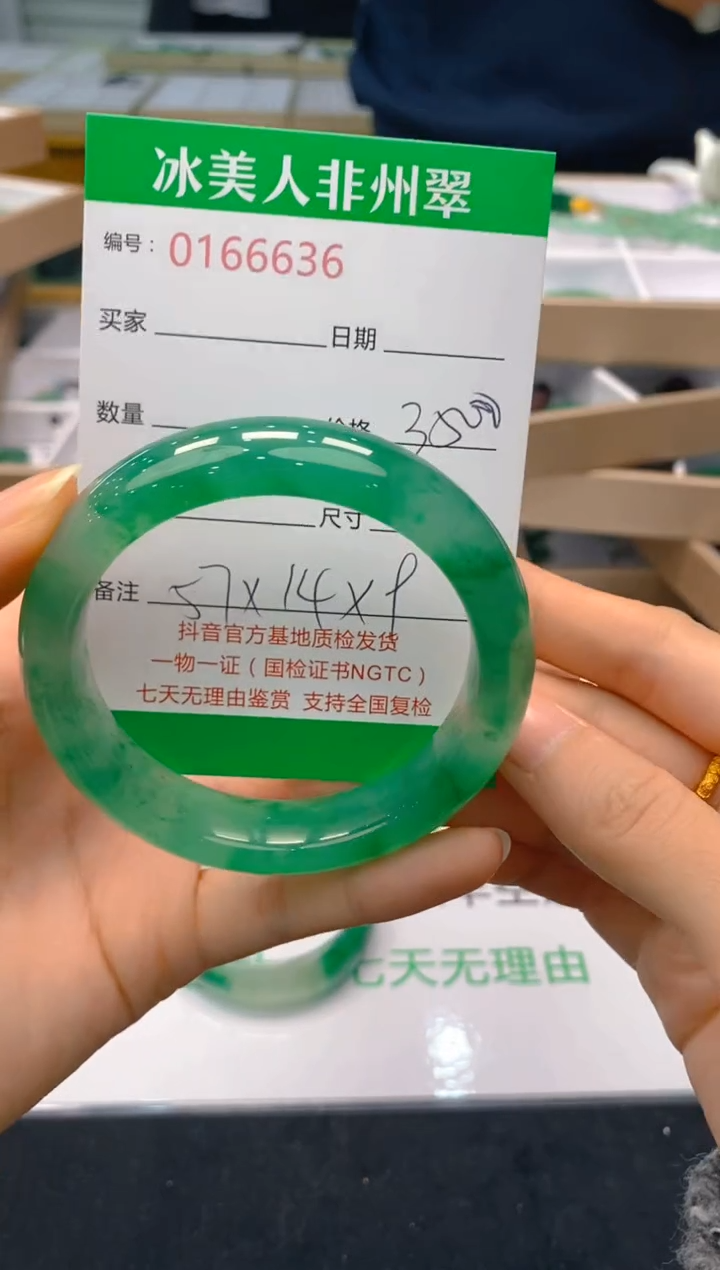 冰美人非州翠
编号：0166636
买家 日期
数量 价格
尺寸
备注 57x14x9
抖音官方基地质检发货
一物一证（国检证书NGTC）
七天无理由鉴赏 支持全国复检
七天无理由